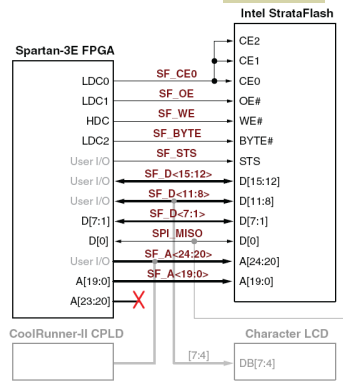 Intel StrataFlash
Spartan-3E FPGA
CE2
CE1
LDC0 SF_CE0 CE0
LDC1 SF_OE OE#
HDC SF_WE WE#
LDC2 SF_BYTE BYTE#
User I/O SF_STS STS
User I/O SF_D<15:12> D[15:12]
User I/O SF_D<11:8> D[11:8]
D[7:1] SF_D<7:1> D[7:1]
D[0] SPI_MISO D[0]
User I/O SF_A<24:20> A[24:20]
A[19:0] SF_A<19:0> A[19:0]
A[23:20]
CoolRunner-II CPLD Character LCD
[7:4] DB[7:4]